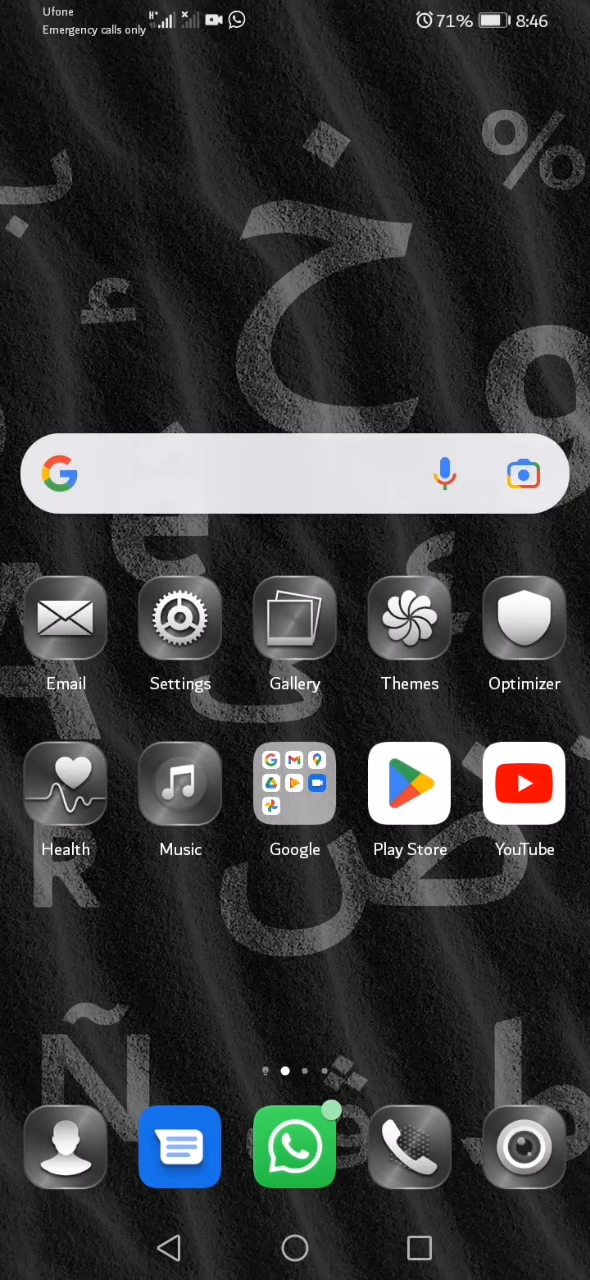 Ufone
Emergency calls only
H+
71%
8:46
%
خ
إ
و
Email
Settings
Gallery
Themes
Optimizer
Health
Music
Google
Play Store
YouTube
R
ض
Ñ
ط